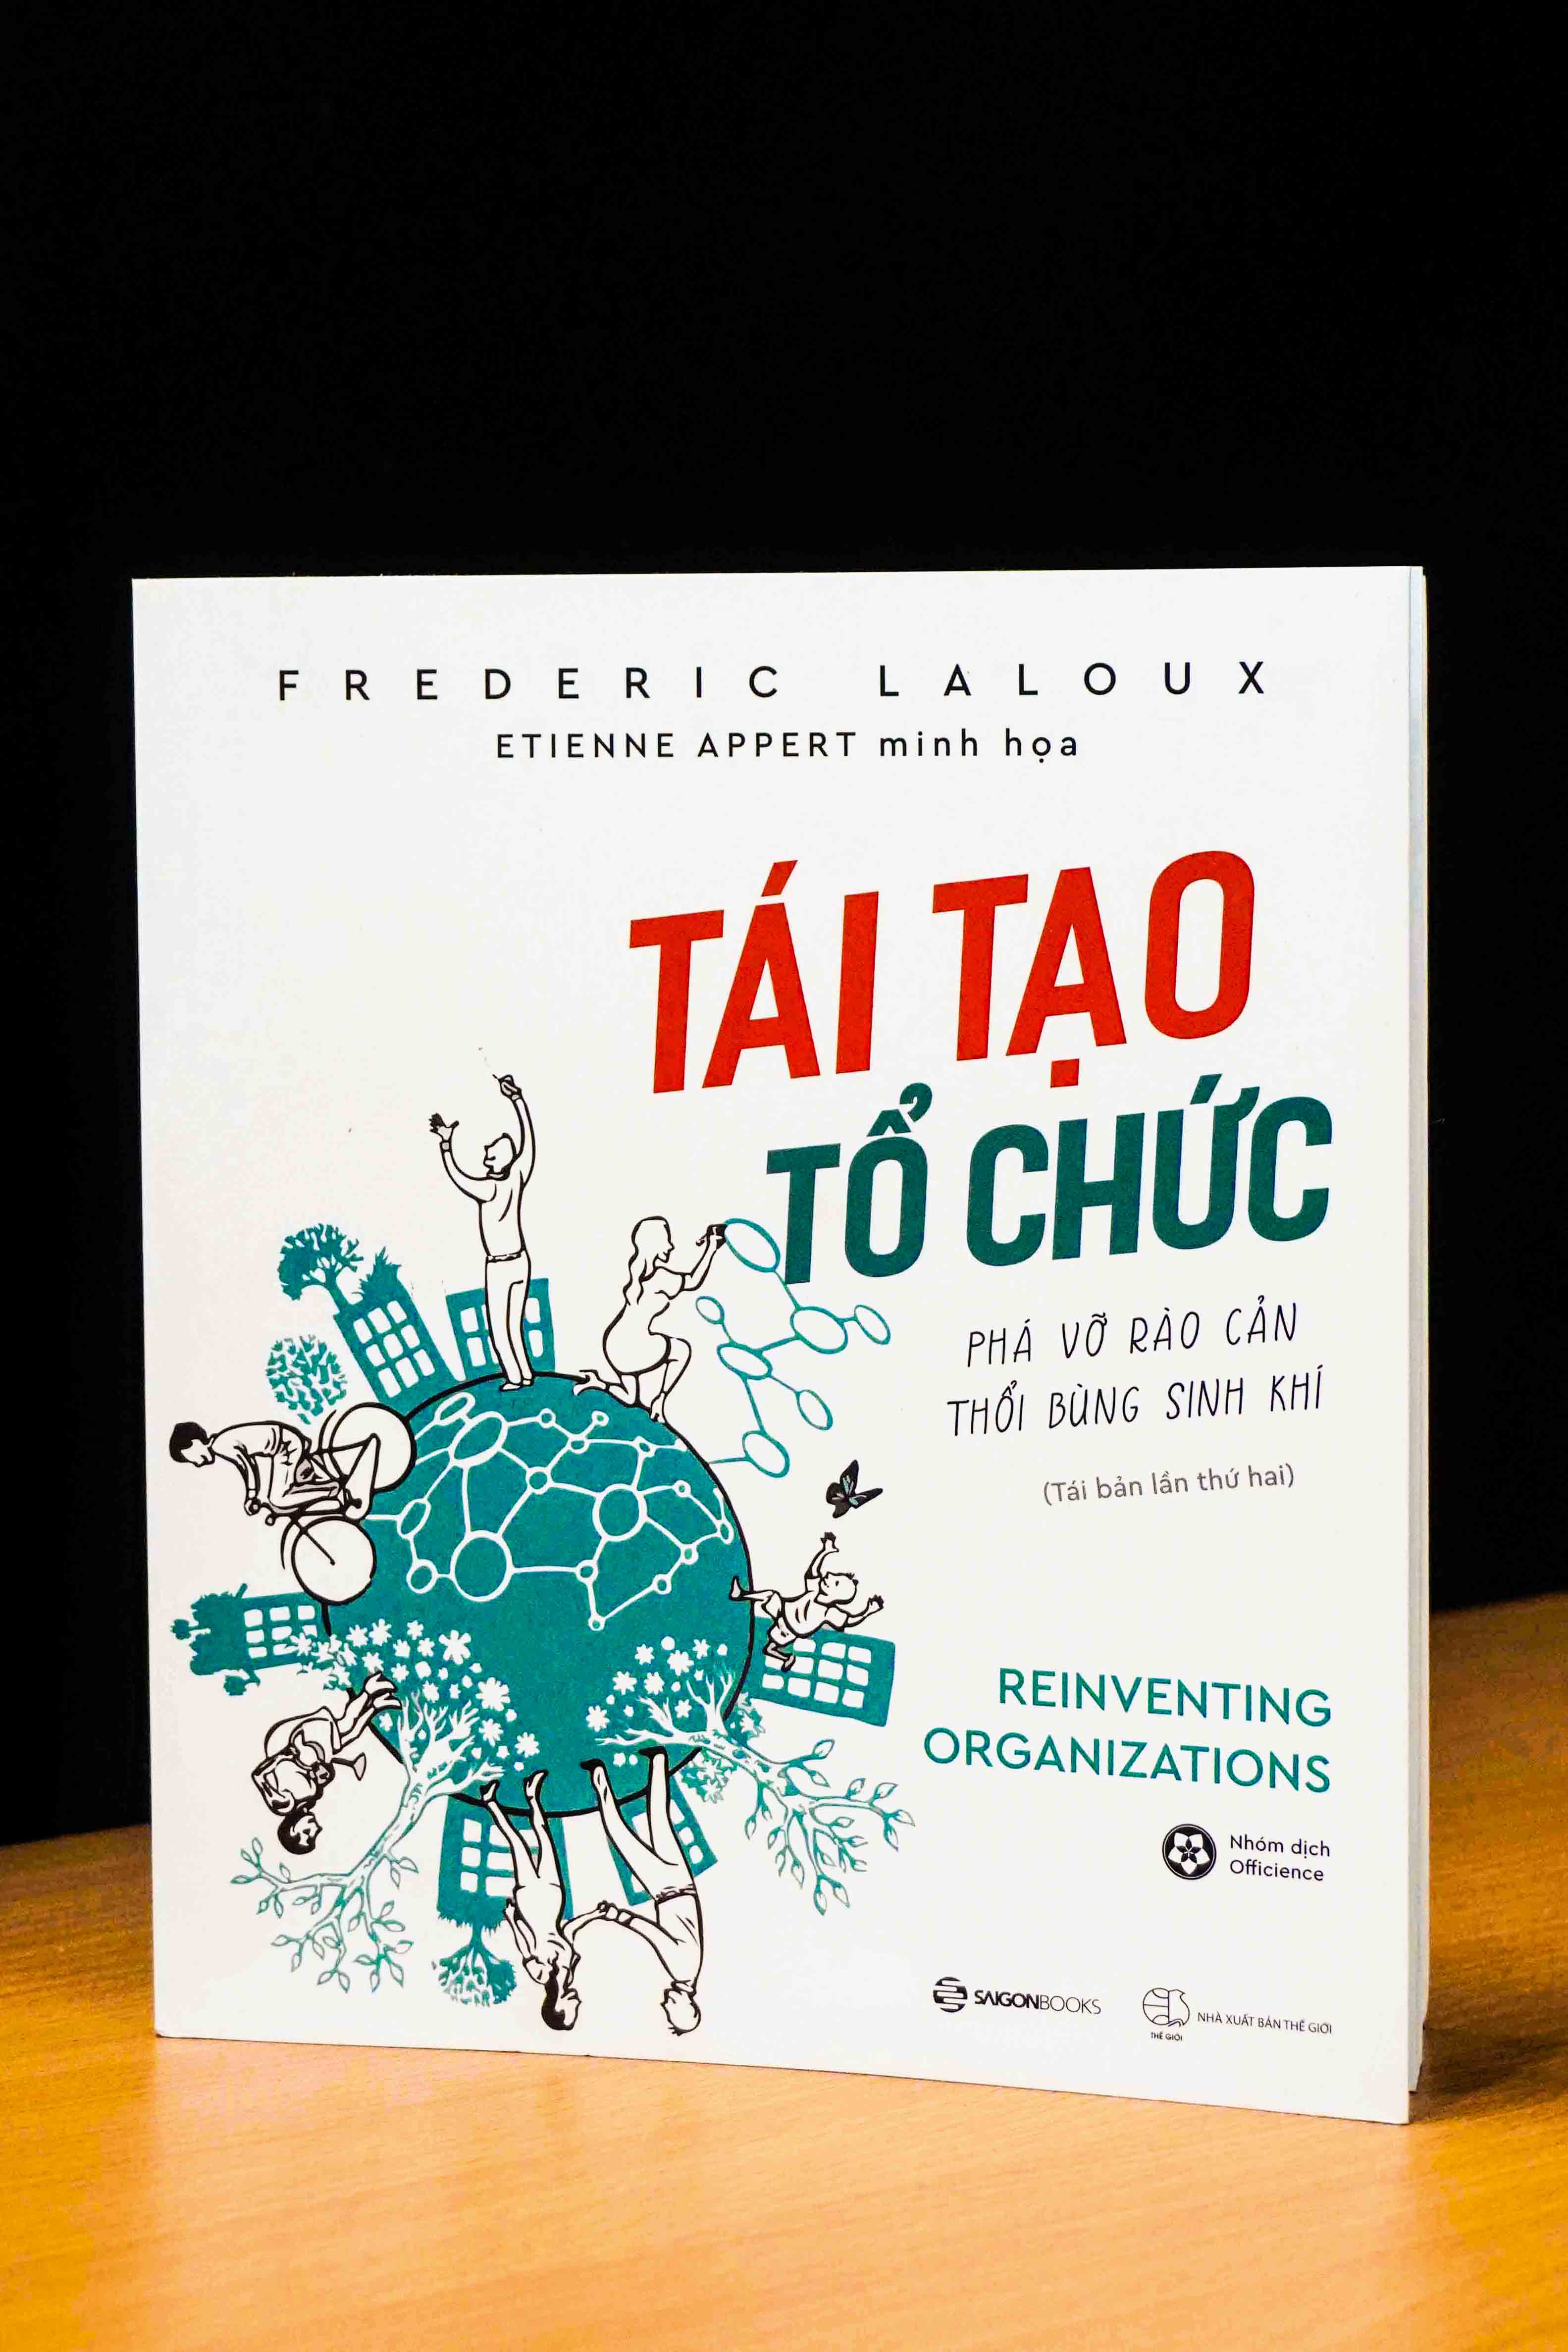 FREDERIC LALOUX
ETIENNE APPERT minh họa
TÁI TẠO
TỔ CHỨC
PHÁ VỠ RÀO CẢN
THỔI BÙNG SINH KHÍ
(Tái bản lần thứ hai)
REINVENTING
ORGANIZATIONS
Nhóm dịch
Officience
SAIGONBOOKS
THẾ GIỚI
NHÀ XUẤT BẢN THẾ GIỚI